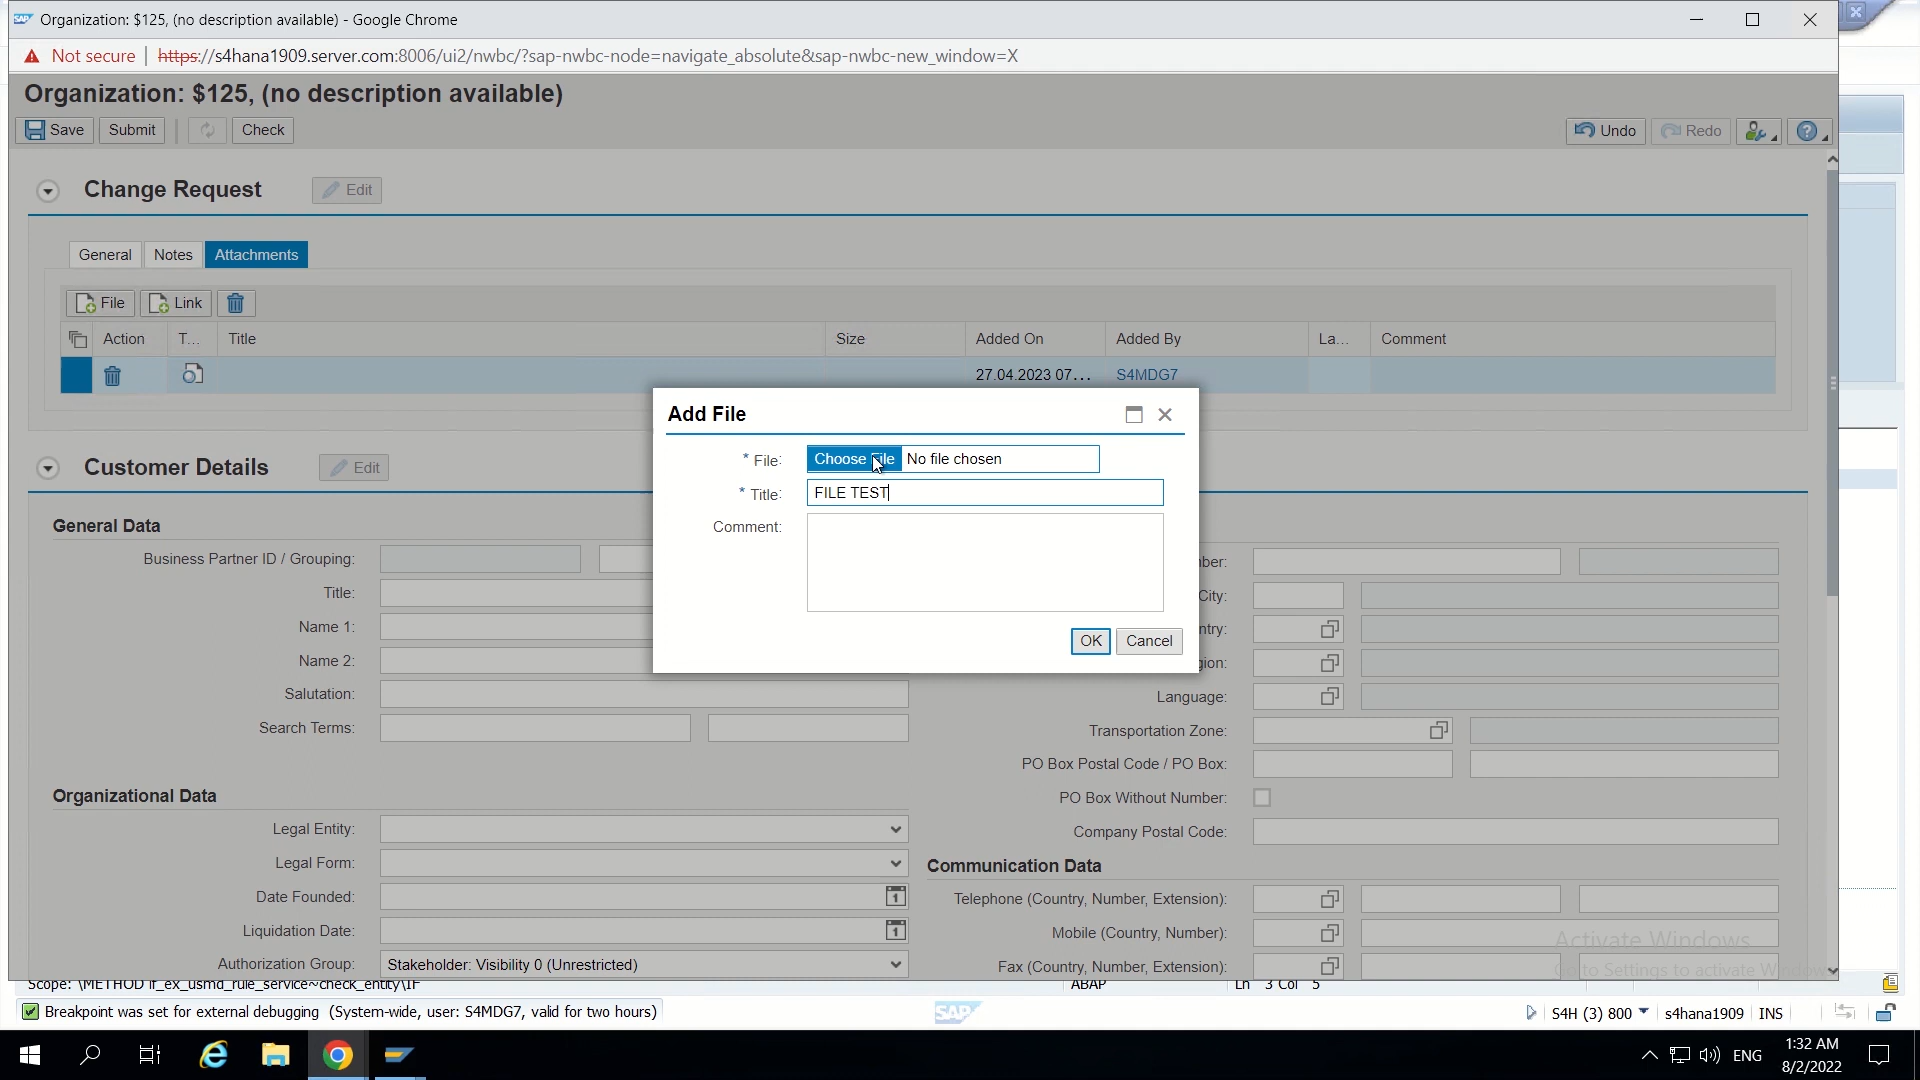 Organization: $125, (no description available) - Google Chrome
Not secure | https://s4hana1909.server.com:8006/ui2/nwbc/?sap-nwbc-node=navigate_absolute&sap-nwbc-new_window=X
Organization: $125, (no description available)
Save Submit Check Undo Redo
Change Request Edit
General Notes Attachments
File Link
Action T... Title Size Added On Added By La... Comment
27.04.2023 07... S4MDG7
Add File
* File: Choose File No file chosen
* Title: FILE TEST
Comment:
OK Cancel
Customer Details Edit
General Data
Business Partner ID / Grouping:
Title:
Name 1:
Name 2:
Salutation:
Search Terms:
Organizational Data
Legal Entity:
Legal Form:
Date Founded:
Liquidation Date:
Authorization Group: Stakeholder: Visibility 0 (Unrestricted)
City:
Language:
Transportation Zone:
PO Box Postal Code / PO Box:
PO Box Without Number:
Company Postal Code:
Communication Data
Telephone (Country, Number, Extension):
Mobile (Country, Number):
Fax (Country, Number, Extension):
Activate Windows
Go to Settings to activate Windows
Scope: \METHOD if_ex_usmd_rule_service~check_entity\IF ABAP Ln 3 Col 5
Breakpoint was set for external debugging (System-wide, user: S4MDG7, valid for two hours)
SAP
S4H (3) 800 s4hana1909 INS
ENG
1:32 AM
8/2/2022